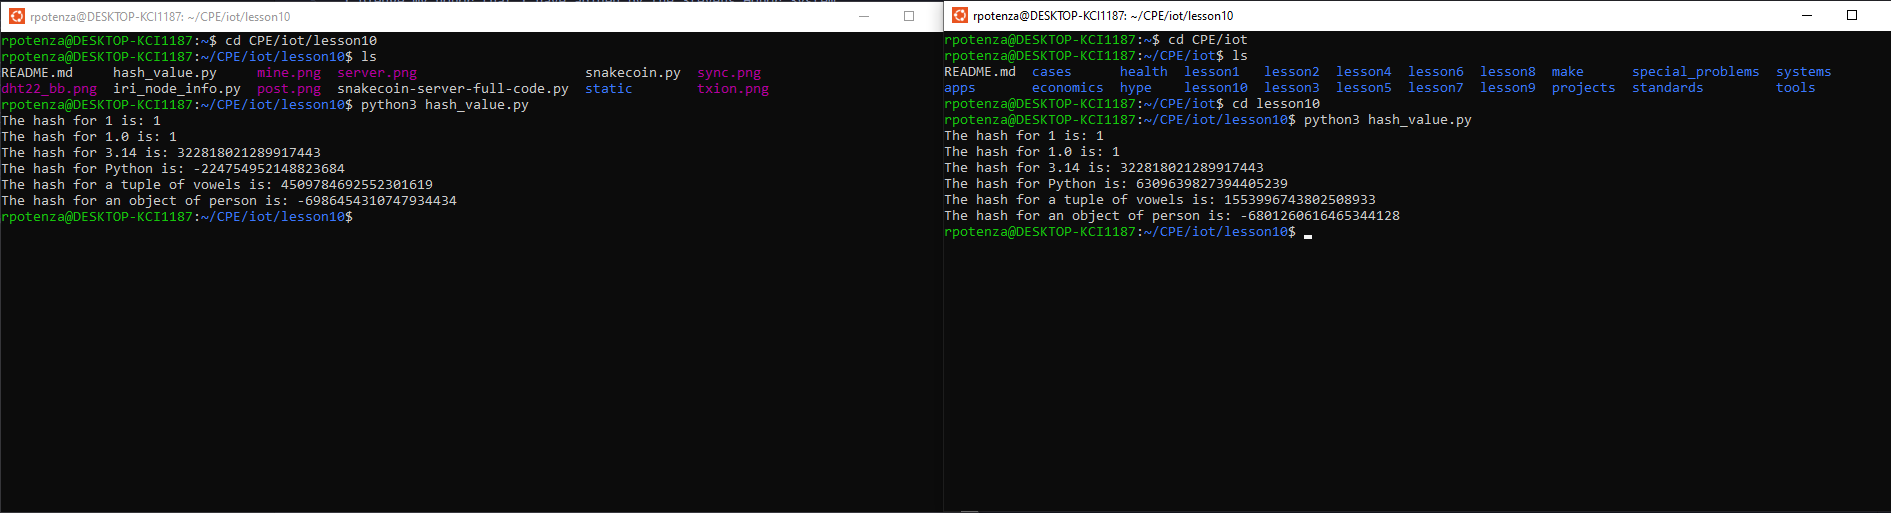 rpotenza@DESKTOP-KCI1187: ~/CPE/iot/lesson10
rpotenza@DESKTOP-KCI1187:~$ cd CPE/iot/lesson10
rpotenza@DESKTOP-KCI1187:~/CPE/iot/lesson10$ ls
README.md hash_value.py mine.png server.png snakecoin.py sync.png
dht22_bb.png iri_node_info.py post.png snakecoin-server-full-code.py static txion.png
rpotenza@DESKTOP-KCI1187:~/CPE/iot/lesson10$ python3 hash_value.py
The hash for 1 is: 1
The hash for 1.0 is: 1
The hash for 3.14 is: 322818021289917443
The hash for Python is: -224754952148823684
The hash for a tuple of vowels is: 4509784692552301619
The hash for an object of person is: -6986454310747934434
rpotenza@DESKTOP-KCI1187:~/CPE/iot/lesson10$
rpotenza@DESKTOP-KCI1187: ~/CPE/iot/lesson10
rpotenza@DESKTOP-KCI1187:~$ cd CPE/iot
rpotenza@DESKTOP-KCI1187:~/CPE/iot$ ls
README.md cases health lesson1 lesson2 lesson4 lesson6 lesson8 make special_problems systems
apps economics hype lesson10 lesson3 lesson5 lesson7 lesson9 projects standards tools
rpotenza@DESKTOP-KCI1187:~/CPE/iot$ cd lesson10
rpotenza@DESKTOP-KCI1187:~/CPE/iot/lesson10$ python3 hash_value.py
The hash for 1 is: 1
The hash for 1.0 is: 1
The hash for 3.14 is: 322818021289917443
The hash for Python is: 6309639827394405239
The hash for a tuple of vowels is: 1553996743802508933
The hash for an object of person is: -6801260616465344128
rpotenza@DESKTOP-KCI1187:~/CPE/iot/lesson10$